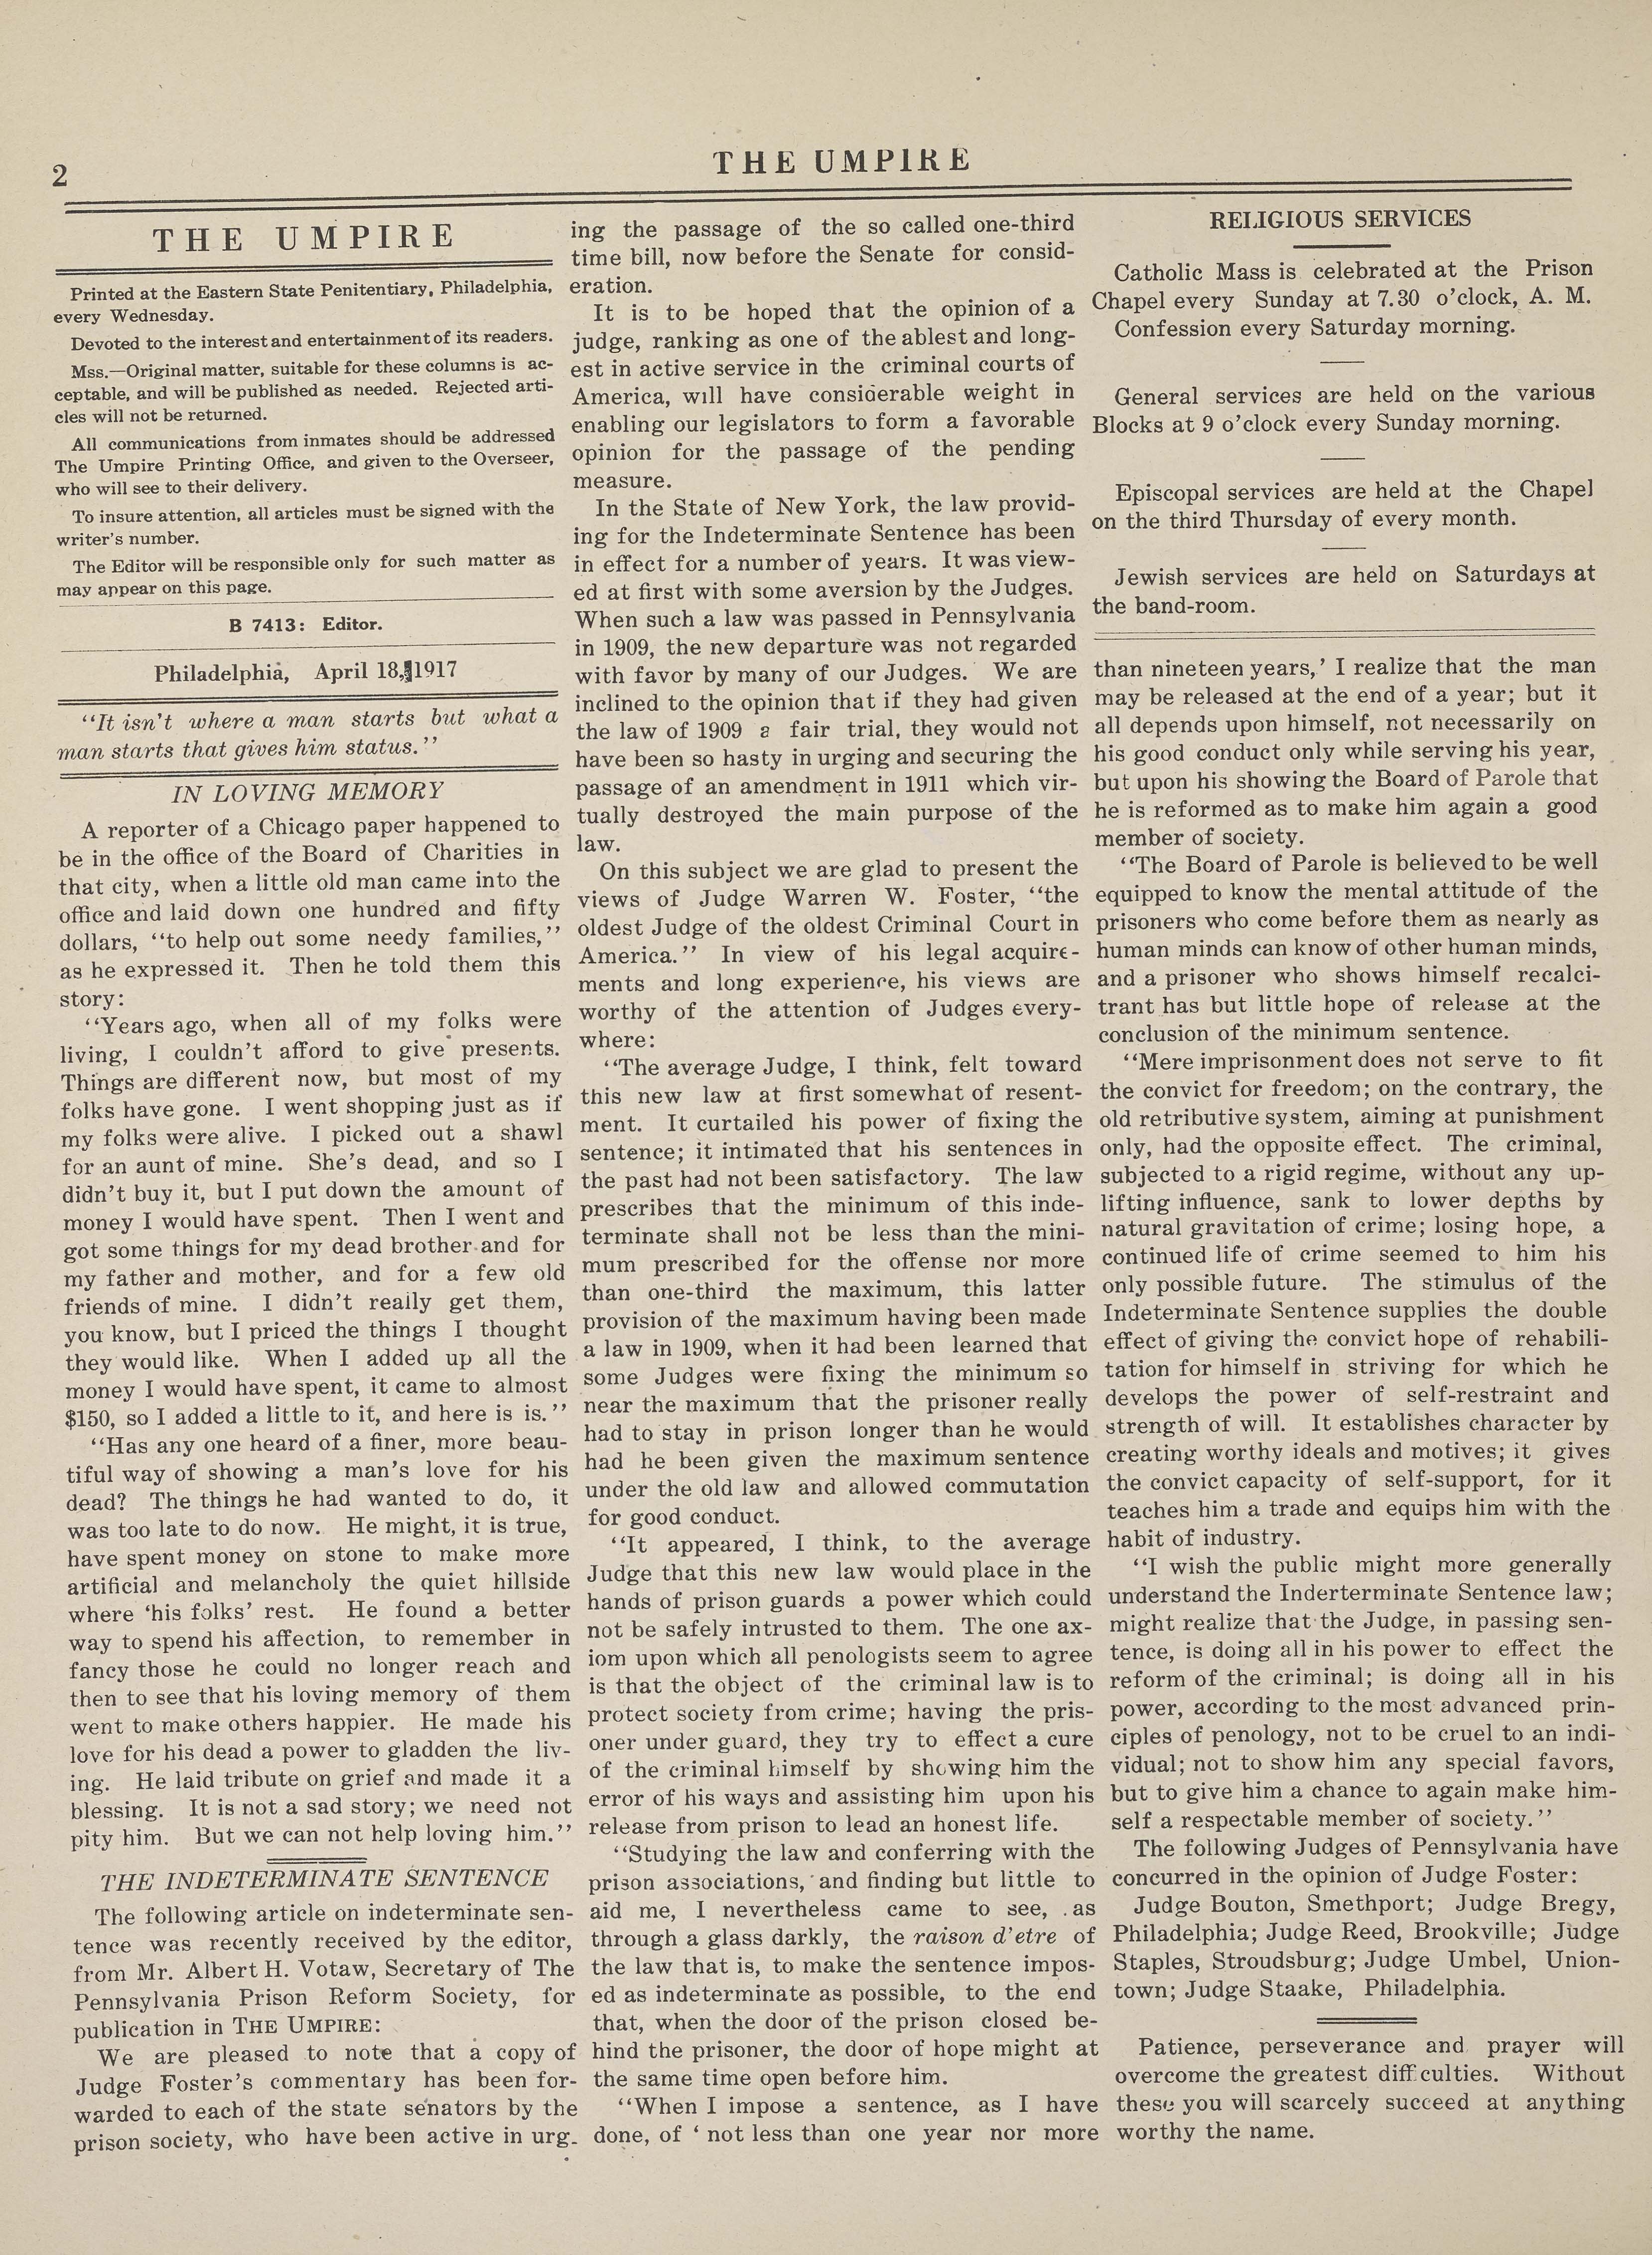 2
THE UMPIRE
THE UMPIRE
Printed at the Eastern State Penitentiary, Philadelphia,
every Wednesday.
Devoted to the interest and entertainment of its readers.
Mss.—Original matter, suitable for these columns is ac-
ceptable, and will be published as needed. Rejected arti-
cles will not be returned.
All communications from inmates should be addressed
The Umpire Printing Office, and given to the Overseer,
who will see to their delivery.
To insure attention, all articles must be signed with the
writer's number.
The Editor will be responsible only for such matter as
may appear on this page.
B 7413: Editor.
Philadelphia, April 18, 1917
"It isn't where a man starts but what a
man starts that gives him status."
IN LOVING MEMORY
A reporter of a Chicago paper happened to
be in the office of the Board of Charities in
that city, when a little old man came into the
office and laid down one hundred and fifty
dollars, "to help out some needy families,"
as he expressed it. Then he told them this
story:
"Years ago, when all of my folks were
living, I couldn't afford to give presents.
Things are different now, but most of my
folks have gone. I went shopping just as if
my folks were alive. I picked out a shawl
for an aunt of mine. She's dead, and so I
didn't buy it, but I put down the amount of
money I would have spent. Then I went and
got some things for my dead brother and for
my father and mother, and for a few old
friends of mine. I didn't really get them,
you know, but I priced the things I thought
they would like. When I added up all the
money I would have spent, it came to almost
$150, so I added a little to it, and here is is."
"Has any one heard of a finer, more beau-
tiful way of showing a man's love for his
dead? The things he had wanted to do, it
was too late to do now. He might, it is true,
have spent money on stone to make more
artificial and melancholy the quiet hillside
where 'his folks' rest. He found a better
way to spend his affection, to remember in
fancy those he could no longer reach and
then to see that his loving memory of them
went to make others happier. He made his
love for his dead a power to gladden the liv-
ing. He laid tribute on grief and made it a
blessing. It is not a sad story; we need not
pity him. But we can not help loving him."
THE INDETERMINATE SENTENCE
The following article on indeterminate sen-
tence was recently received by the editor,
from Mr. Albert H. Votaw, Secretary of The
Pennsylvania Prison Reform Society, for
publication in THE UMPIRE:
We are pleased to note that a copy of
Judge Foster's commentary has been for-
warded to each of the state senators by the
prison society, who have been active in urg-
ing the passage of the so called one-third
time bill, now before the Senate for consid-
eration.
It is to be hoped that the opinion of a
judge, ranking as one of the ablest and long-
est in active service in the criminal courts of
America, will have considerable weight in
enabling our legislators to form a favorable
opinion for the passage of the pending
measure.
In the State of New York, the law provid-
ing for the Indeterminate Sentence has been
in effect for a number of years. It was view-
ed at first with some aversion by the Judges.
When such a law was passed in Pennsylvania
in 1909, the new departure was not regarded
with favor by many of our Judges. We are
inclined to the opinion that if they had given
the law of 1909 a fair trial, they would not
have been so hasty in urging and securing the
passage of an amendment in 1911 which vir-
tually destroyed the main purpose of the
law.
On this subject we are glad to present the
views of Judge Warren W. Foster, "the
oldest Judge of the oldest Criminal Court in
America." In view of his legal acquire-
ments and long experience, his views are
worthy of the attention of Judges every-
where:
"The average Judge, I think, felt toward
this new law at first somewhat of resent-
ment. It curtailed his power of fixing the
sentence; it intimated that his sentences in
the past had not been satisfactory. The law
prescribes that the minimum of this inde-
terminate shall not be less than the mini-
mum prescribed for the offense nor more
than one-third the maximum, this latter
provision of the maximum having been made
a law in 1909, when it had been learned that
some Judges were fixing the minimum so
near the maximum that the prisoner really
had to stay in prison longer than he would
had he been given the maximum sentence
under the old law and allowed commutation
for good conduct.
"It appeared, I think, to the average
Judge that this new law would place in the
hands of prison guards a power which could
not be safely intrusted to them. The one ax-
iom upon which all penologists seem to agree
is that the object of the criminal law is to
protect society from crime; having the pris-
oner under guard, they try to effect a cure
of the criminal himself by showing him the
error of his ways and assisting him upon his
release from prison to lead an honest life.
"Studying the law and conferring with the
prison associations, and finding but little to
aid me, I nevertheless came to see, as
through a glass darkly, the raison d'etre of
the law that is, to make the sentence impos-
ed as indeterminate as possible, to the end
that, when the door of the prison closed be-
hind the prisoner, the door of hope might at
the same time open before him.
"When I impose a sentence, as I have
done, of 'not less than one year nor more
RELIGIOUS SERVICES
Catholic Mass is celebrated at the Prison
Chapel every Sunday at 7.30 o'clock, A. M.
Confession every Saturday morning.
General services are held on the various
Blocks at 9 o'clock every Sunday morning.
Episcopal services are held at the Chapel
on the third Thursday of every month.
Jewish services are held on Saturdays at
the band-room.
than nineteen years,' I realize that the man
may be released at the end of a year; but it
all depends upon himself, not necessarily on
his good conduct only while serving his year,
but upon his showing the Board of Parole that
he is reformed as to make him again a good
member of society.
"The Board of Parole is believed to be well
equipped to know the mental attitude of the
prisoners who come before them as nearly as
human minds can know of other human minds,
and a prisoner who shows himself recalci-
trant has but little hope of release at the
conclusion of the minimum sentence.
"Mere imprisonment does not serve to fit
the convict for freedom; on the contrary, the
old retributive system, aiming at punishment
only, had the opposite effect. The criminal,
subjected to a rigid regime, without any up-
lifting influence, sank to lower depths by
natural gravitation of crime; losing hope, a
continued life of crime seemed to him his
only possible future. The stimulus of the
Indeterminate Sentence supplies the double
effect of giving the convict hope of rehabili-
tation for himself in striving for which he
develops the power of self-restraint and
strength of will. It establishes character by
creating worthy ideals and motives; it gives
the convict capacity of self-support, for it
teaches him a trade and equips him with the
habit of industry.
"I wish the public might more generally
understand the Inderterminate Sentence law;
might realize that the Judge, in passing sen-
tence, is doing all in his power to effect the
reform of the criminal; is doing all in his
power, according to the most advanced prin-
ciples of penology, not to be cruel to an indi-
vidual; not to show him any special favors,
but to give him a chance to again make him-
self a respectable member of society."
The following Judges of Pennsylvania have
concurred in the opinion of Judge Foster:
Judge Bouton, Smethport; Judge Bregy,
Philadelphia; Judge Reed, Brookville; Judge
Staples, Stroudsburg; Judge Umbel, Union-
town; Judge Staake, Philadelphia.
Patience, perseverance and prayer will
overcome the greatest difficulties. Without
these you will scarcely succeed at anything
worthy the name.